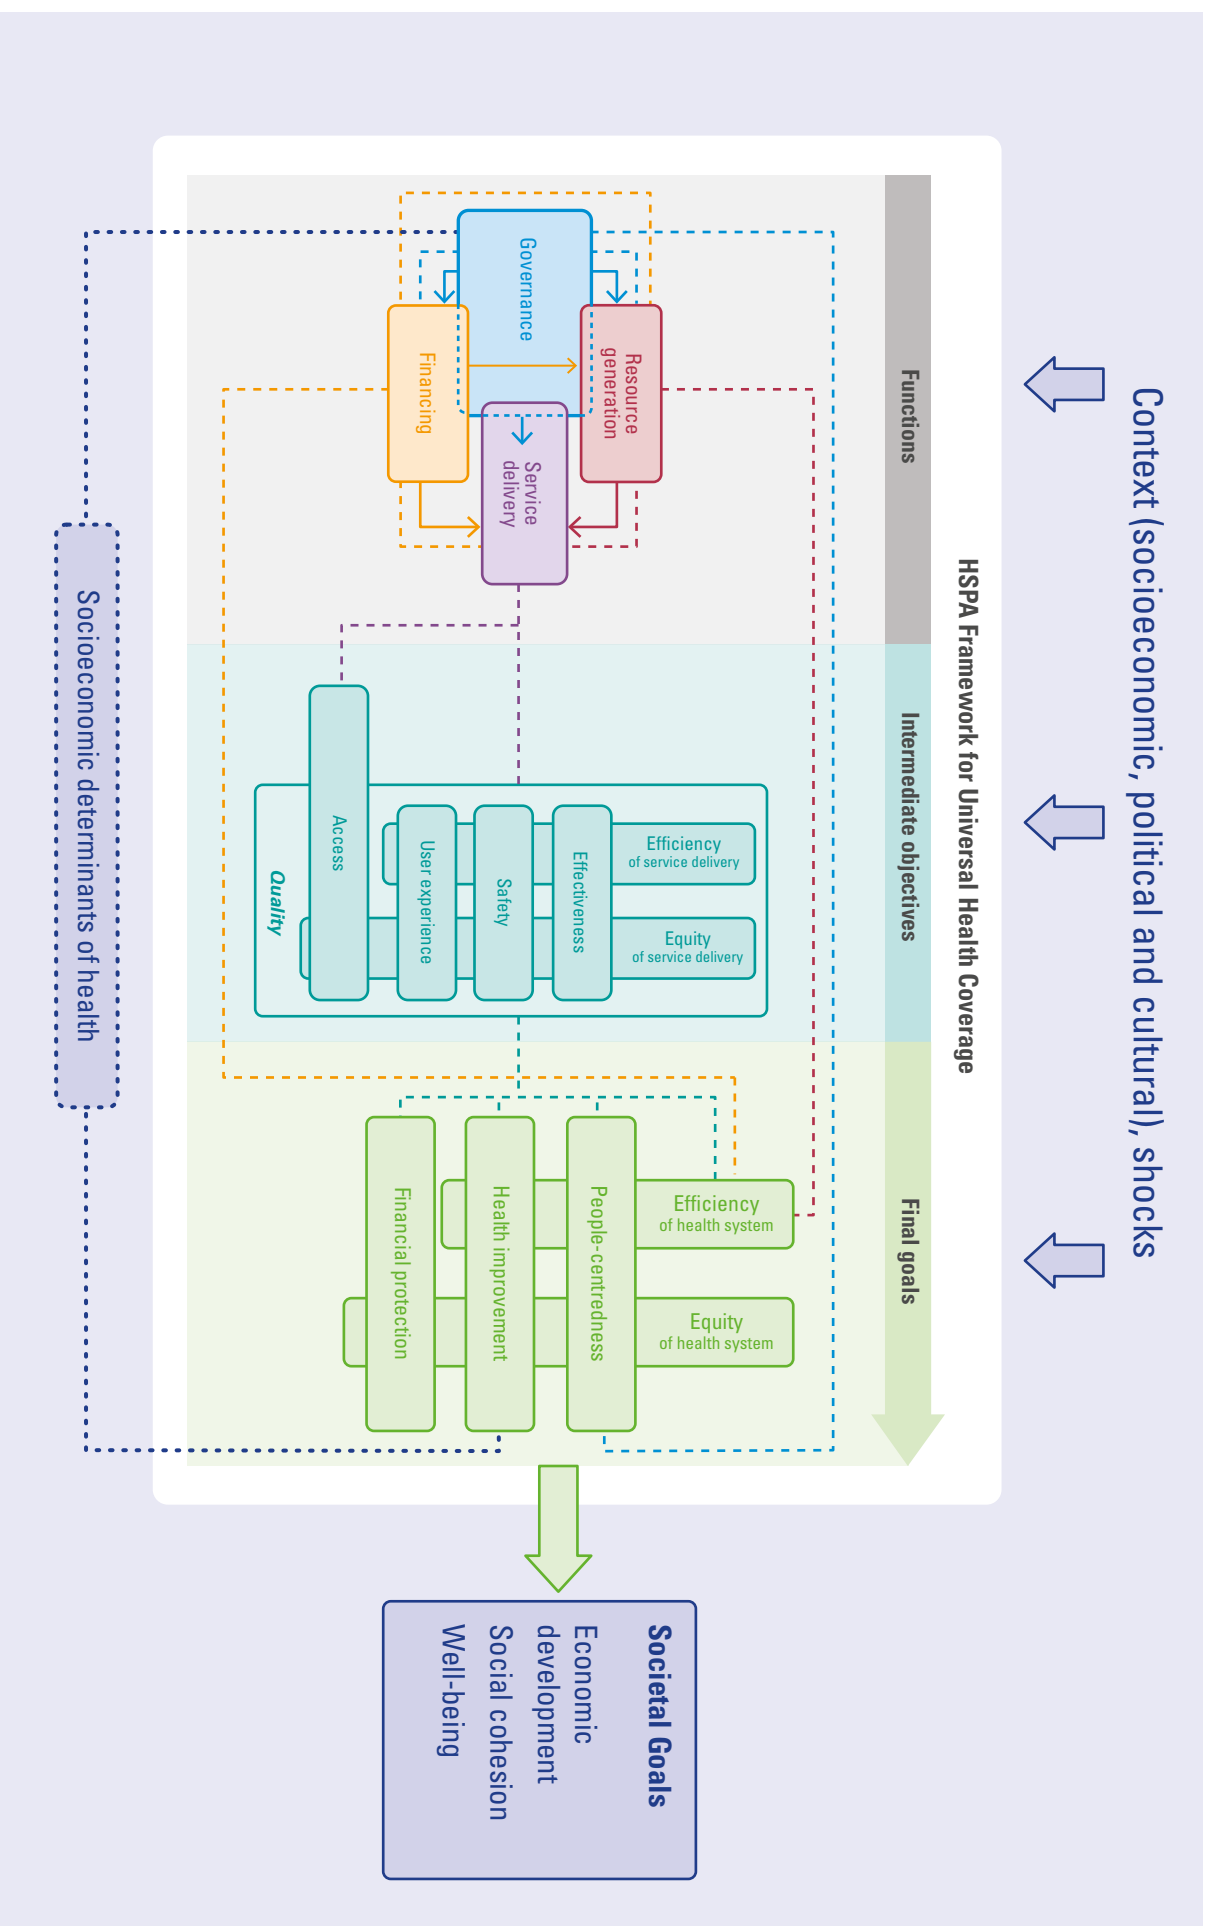 Context (socioeconomic, political and cultural), shocks
HSPA Framework for Universal Health Coverage
Functions
Intermediate objectives
Final goals
Governance
Resource
generation
Financing
Service
delivery
Efficiency
of service delivery
Equity
of service delivery
Effectiveness
Safety
User experience
Access
Quality
Efficiency
of health system
Equity
of health system
People-centredness
Health improvement
Financial protection
Socioeconomic determinants of health
Societal Goals
Economic
development
Social cohesion
Well-being